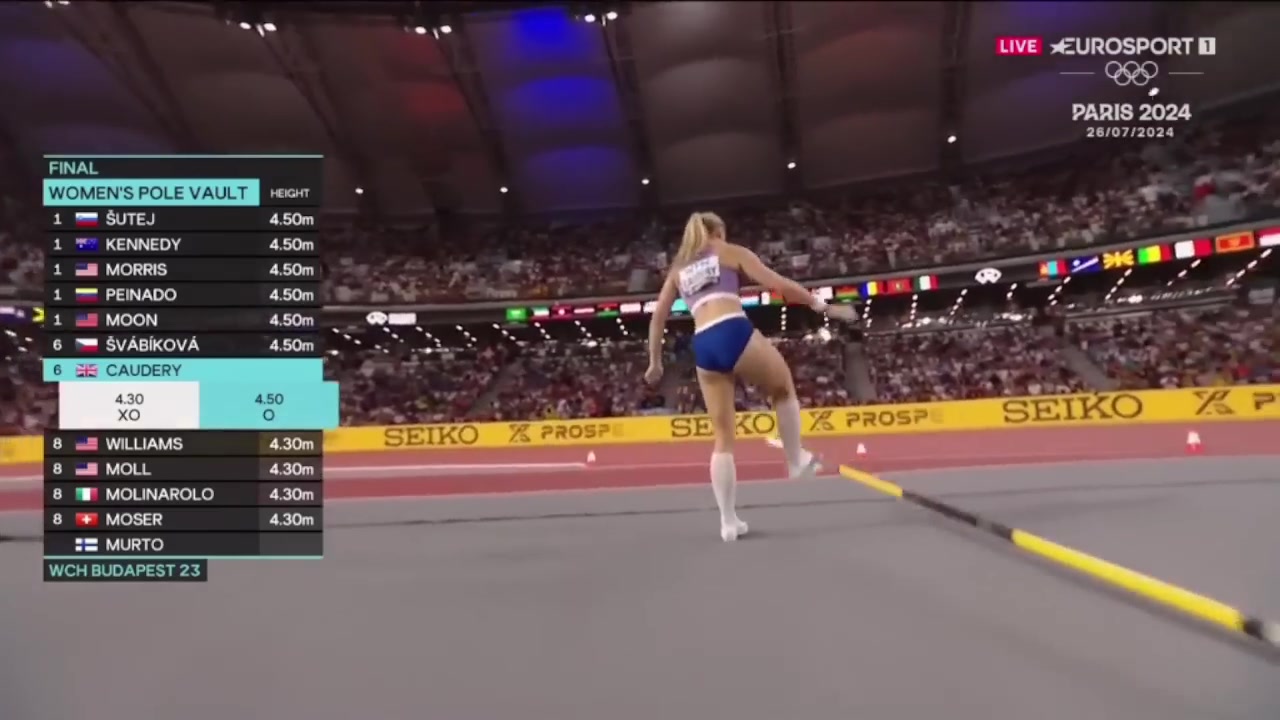 LIVE EUROSPORT 1
PARIS 2024
26/07/2024
FINAL
WOMEN'S POLE VAULT HEIGHT
1 ŠUTEJ 4.50m
1 KENNEDY 4.50m
1 MORRIS 4.50m
1 PEINADO 4.50m
1 MOON 4.50m
6 ŠVÁBÍKOVÁ 4.50m
6 CAUDERY
4.30 4.50
XO O
8 WILLIAMS 4.30m
8 MOLL 4.30m
8 MOLINAROLO 4.30m
8 MOSER 4.30m
MURTO
WCH BUDAPEST 23
SEIKO PROSPE SEIKO PROSPE SEIKO P